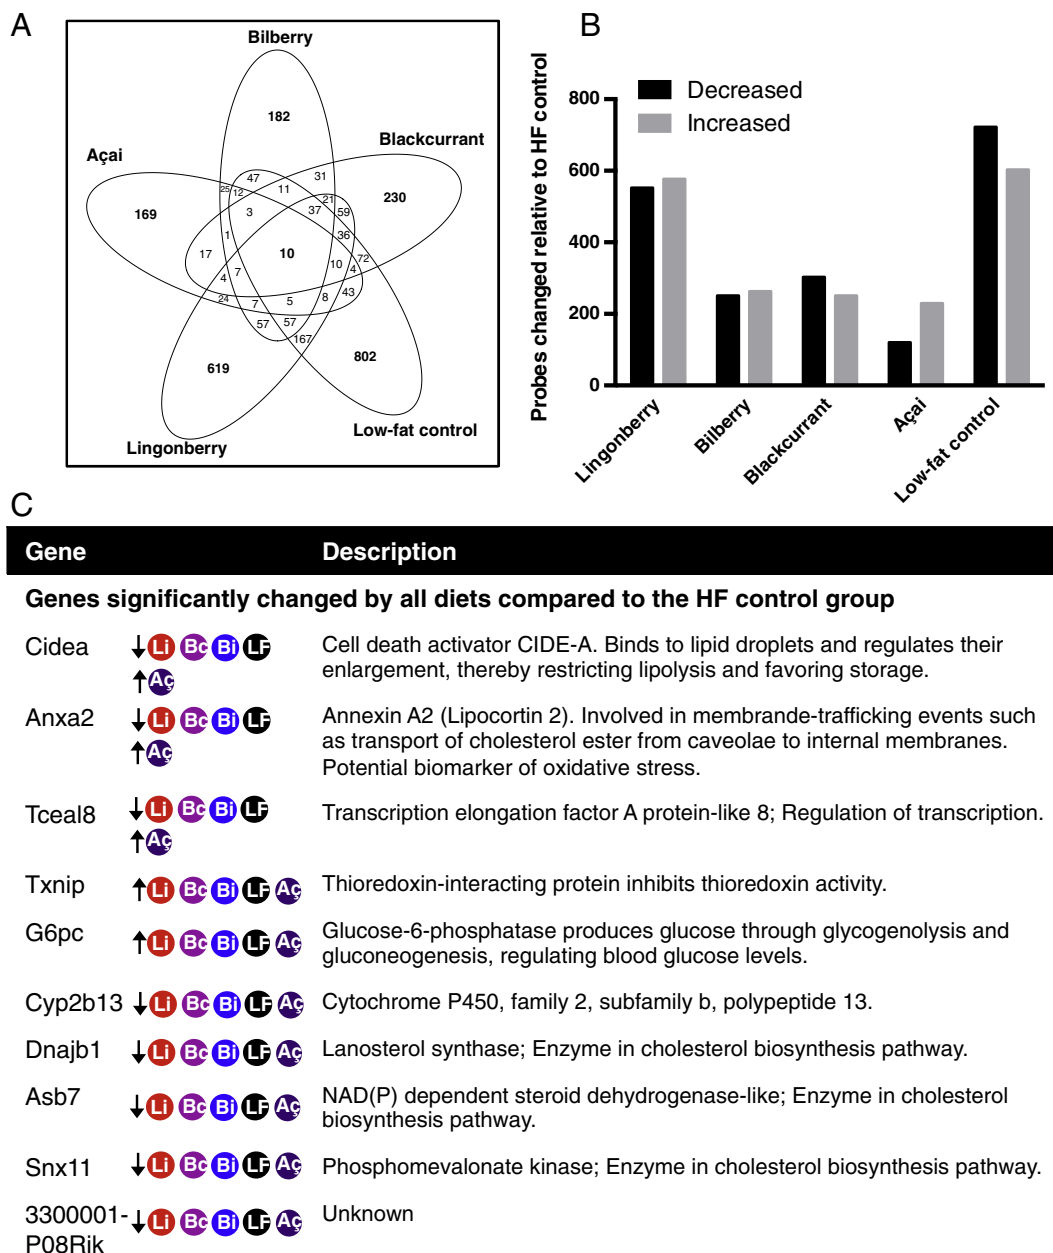 A
Bilberry
Blackcurrant
Açai
Low-fat control
Lingonberry
182
31
230
47
11
25
12
21
169
3
37
59
1
36
17
10
72
7
10
4
4
24
7
5
8
43
57
57
167
619
802
B
Probes changed relative to HF control
Decreased
Increased
800
600
400
200
0
Lingonberry
Bilberry
Blackcurrant
Açai
Low-fat control
C
Gene Description
Genes significantly changed by all diets compared to the HF control group
Cidea ↓ Li Bc Bi LF Cell death activator CIDE-A. Binds to lipid droplets and regulates their
↑ Aç enlargement, thereby restricting lipolysis and favoring storage.
Anxa2 ↓ Li Bc Bi LF Annexin A2 (Lipocortin 2). Involved in membrande-trafficking events such
↑ Aç as transport of cholesterol ester from caveolae to internal membranes.
Potential biomarker of oxidative stress.
Tceal8 ↓ Li Bc Bi LF Transcription elongation factor A protein-like 8; Regulation of transcription.
↑ Aç
Txnip ↑ Li Bc Bi LF Aç Thioredoxin-interacting protein inhibits thioredoxin activity.
G6pc ↑ Li Bc Bi LF Aç Glucose-6-phosphatase produces glucose through glycogenolysis and
gluconeogenesis, regulating blood glucose levels.
Cyp2b13 ↓ Li Bc Bi LF Aç Cytochrome P450, family 2, subfamily b, polypeptide 13.
Dnajb1 ↓ Li Bc Bi LF Aç Lanosterol synthase; Enzyme in cholesterol biosynthesis pathway.
Asb7 ↓ Li Bc Bi LF Aç NAD(P) dependent steroid dehydrogenase-like; Enzyme in cholesterol
biosynthesis pathway.
Snx11 ↓ Li Bc Bi LF Aç Phosphomevalonate kinase; Enzyme in cholesterol biosynthesis pathway.
3300001- ↓ Li Bc Bi LF Aç Unknown
P08Rik